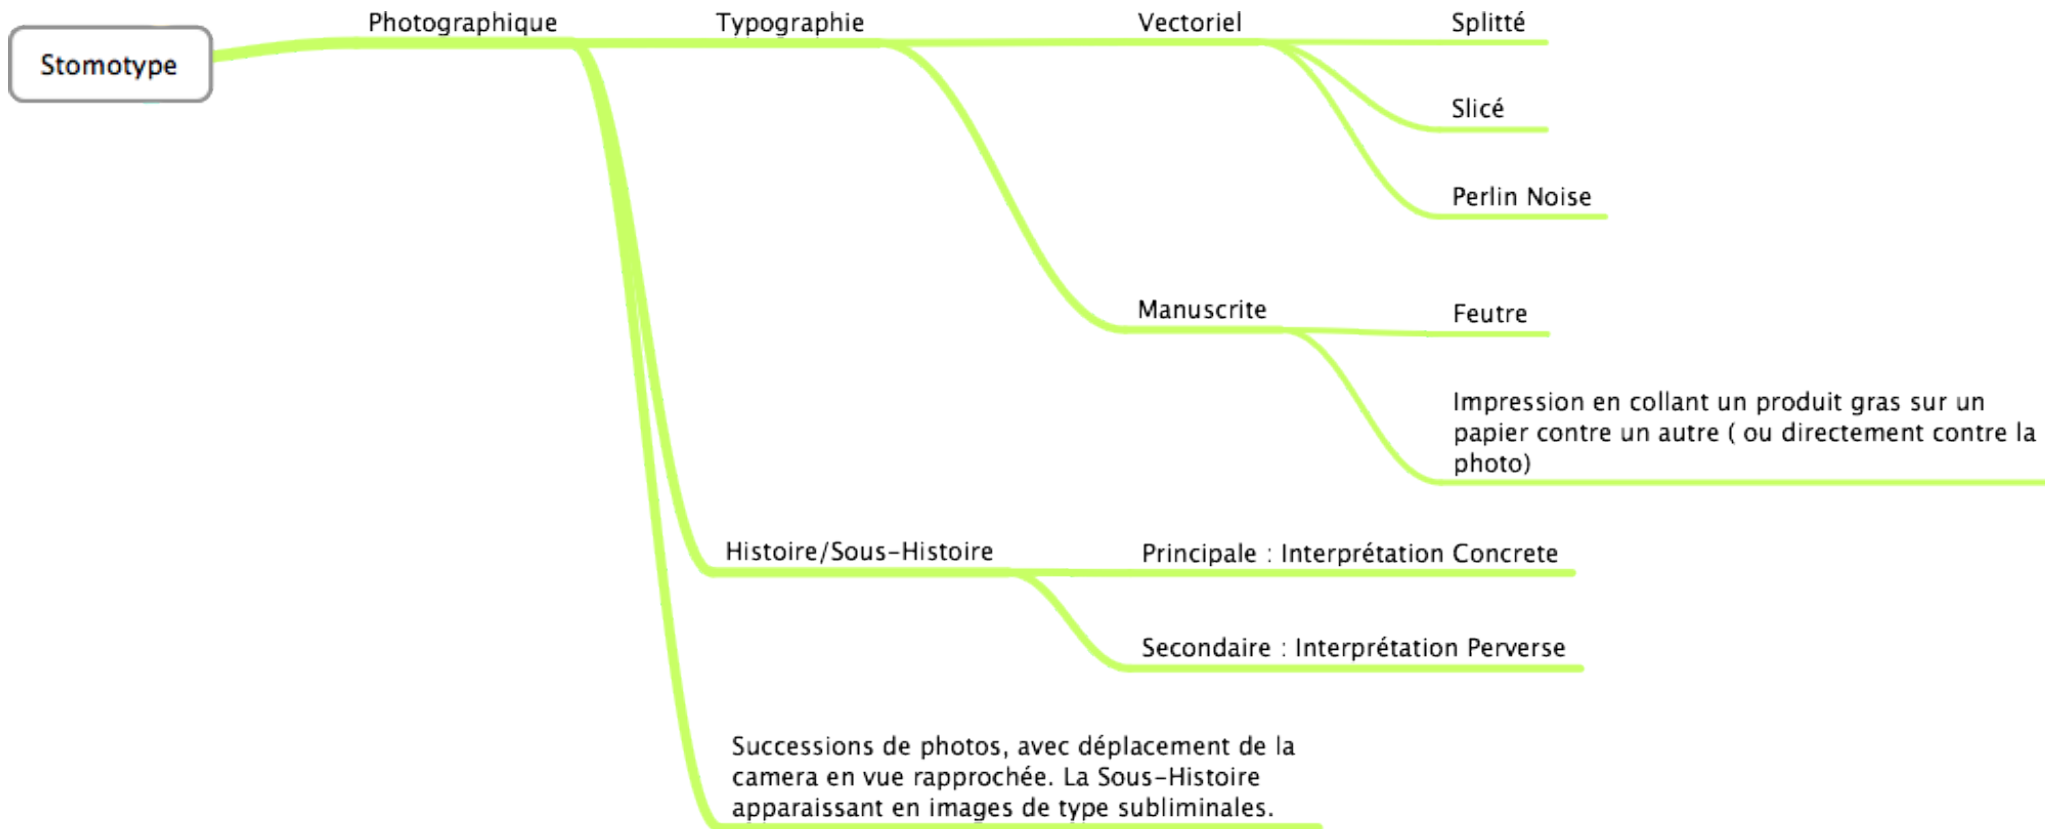 Stomotype
Photographique
Typographie
Vectoriel
Splitté
Slicé
Perlin Noise
Manuscrite
Feutre
Impression en collant un produit gras sur un
papier contre un autre ( ou directement contre la
photo)
Histoire/Sous-Histoire
Principale : Interprétation Concrete
Secondaire : Interprétation Perverse
Successions de photos, avec déplacement de la
camera en vue rapprochée. La Sous-Histoire
apparaissant en images de type subliminales.